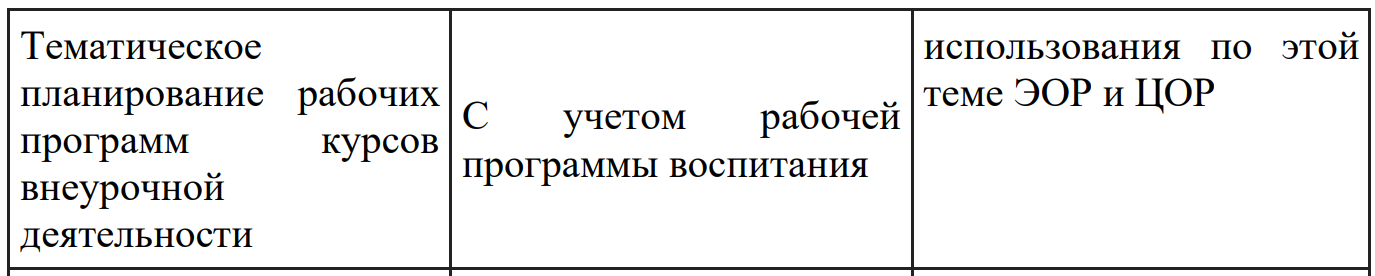 Тематическое
планирование рабочих
программ курсов
внеурочной
деятельности
С учетом рабочей
программы воспитания
использования по этой
теме ЭОР и ЦОР